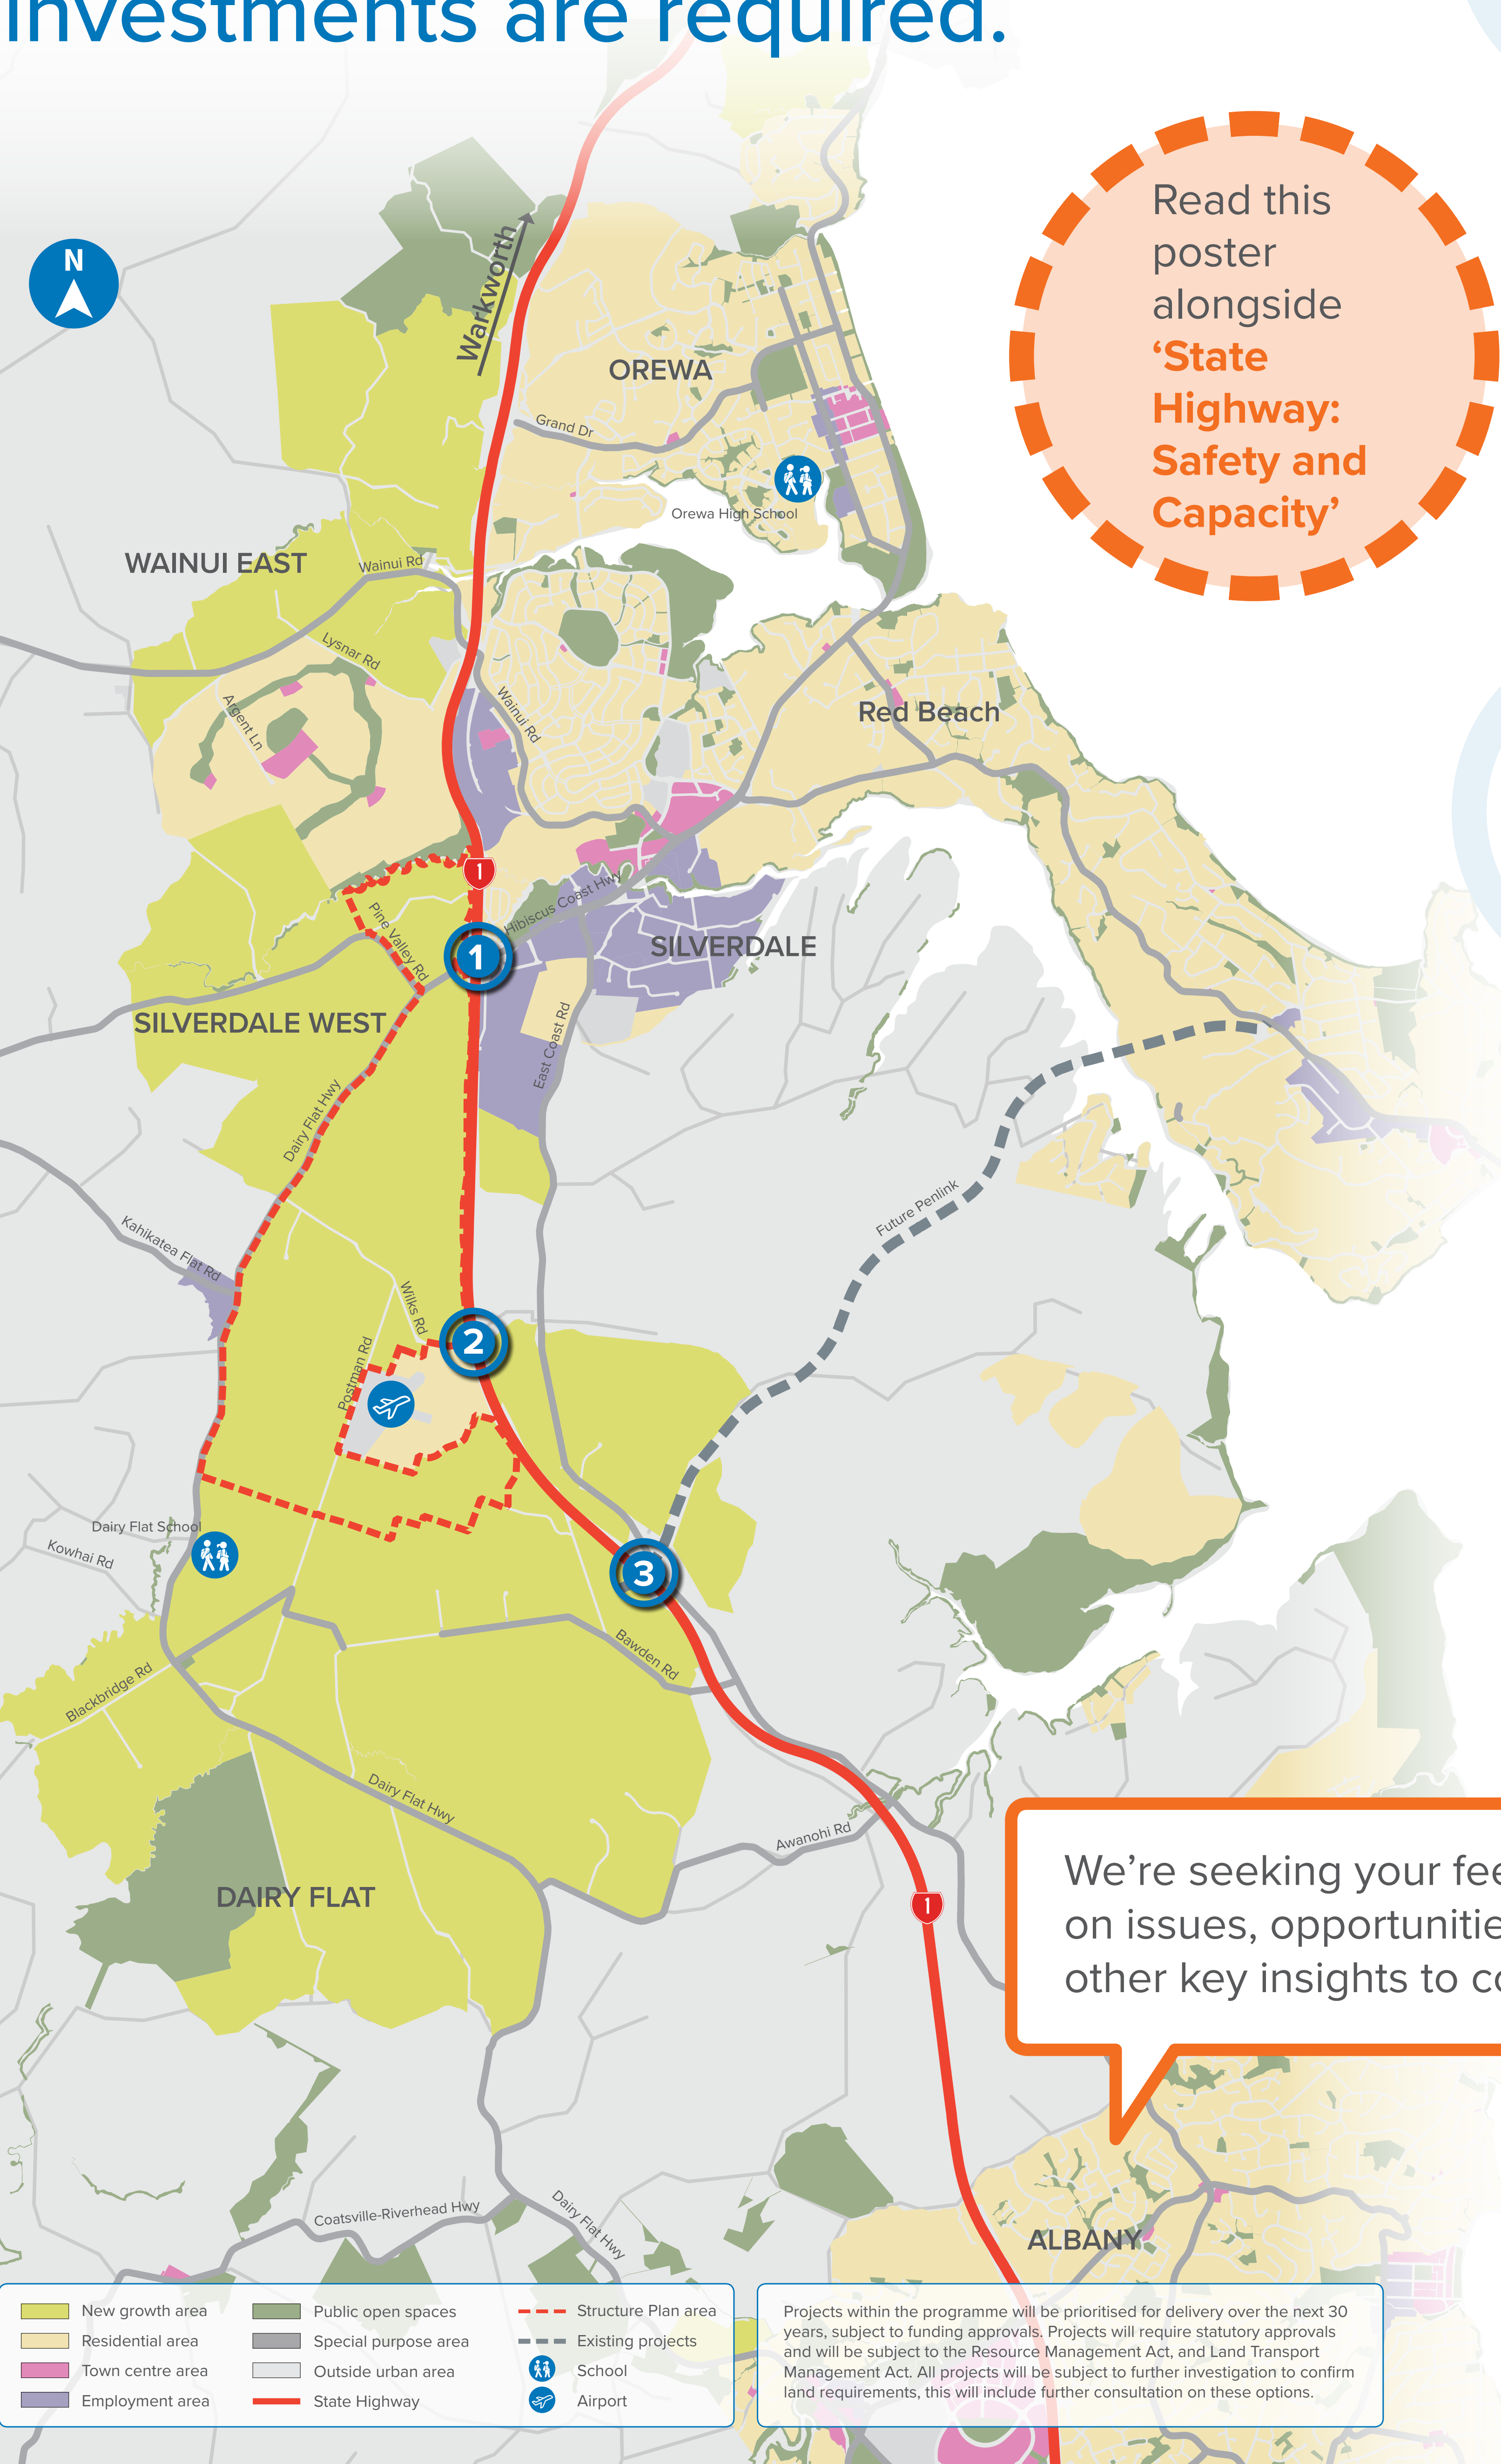 investments are required.
Read this
poster
alongside
‘State
Highway:
Safety and
Capacity’
N
Warkworth
OREWA
Grand Dr
Orewa High School
WAINUI EAST
Wainui Rd
Lysnar Rd
Argent Ln
Wainui Rd
Red Beach
1
Hibiscus Coast Hwy
Pine Valley Rd
1
SILVERDALE
SILVERDALE WEST
East Coast Rd
Dairy Flat Hwy
Future Penlink
Kahikatea Flat Rd
Wilks Rd
2
Postman Rd
Dairy Flat School
Kowhai Rd
3
Bawden Rd
Blackbridge Rd
Dairy Flat Hwy
Awanohi Rd
DAIRY FLAT
1
We’re seeking your fee
on issues, opportunitie
other key insights to co
Coatsville-Riverhead Hwy
Dairy Flat Hwy
ALBANY
New growth area
Residential area
Town centre area
Employment area
Public open spaces
Special purpose area
Outside urban area
State Highway
Structure Plan area
Existing projects
School
Airport
Projects within the programme will be prioritised for delivery over the next 30
years, subject to funding approvals. Projects will require statutory approvals
and will be subject to the Resource Management Act, and Land Transport
Management Act. All projects will be subject to further investigation to confirm
land requirements, this will include further consultation on these options.